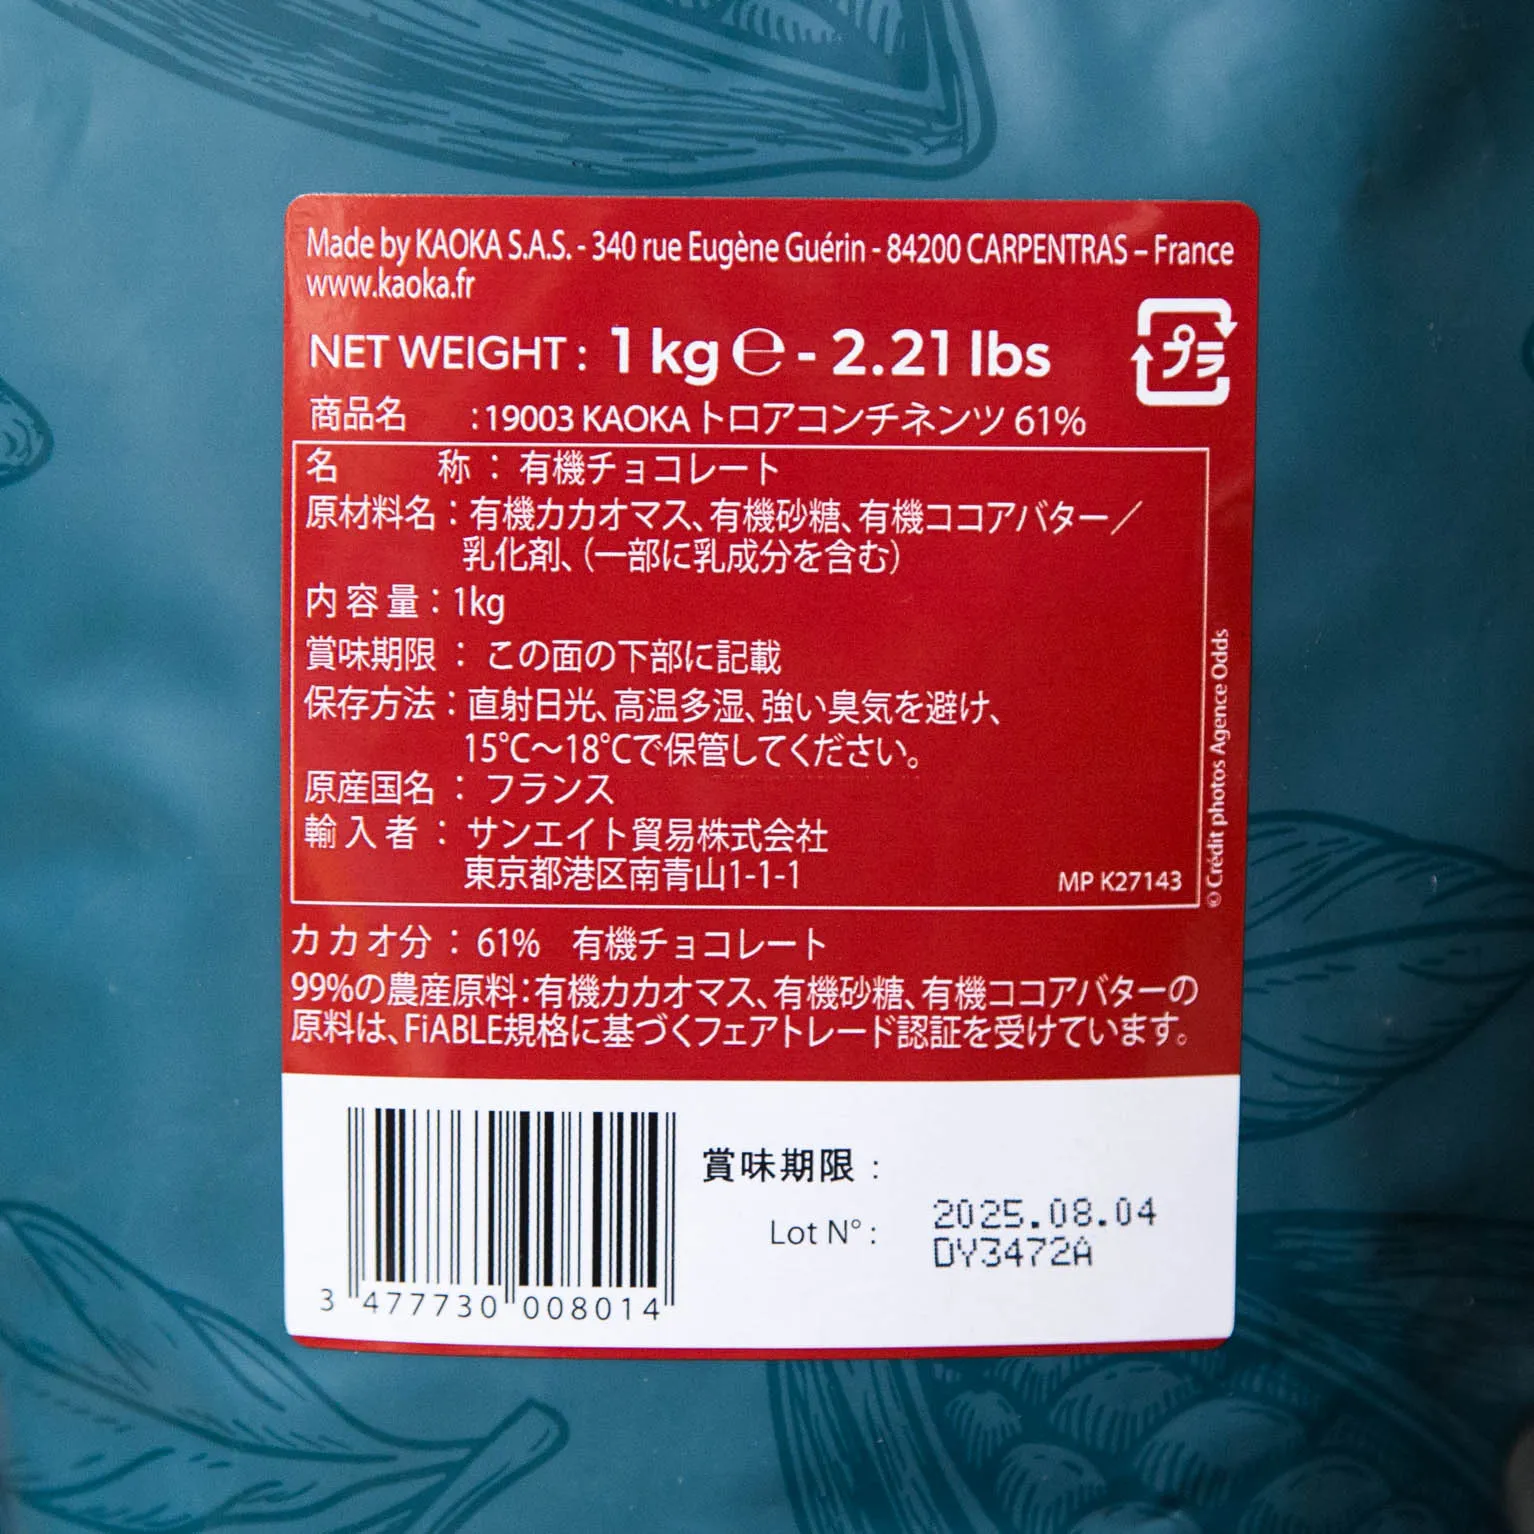 Made by KAOKA S.A.S. - 340 rue Eugène Guérin - 84200 CARPENTRAS – France
www.kaoka.fr
NET WEIGHT : 1 kg ℮ - 2.21 lbs
プラ
商品名 : 19003 KAOKA トロアコンチネンツ 61%
名 称 : 有機チョコレート
原材料名 : 有機カカオマス、有機砂糖、有機ココアバター／
乳化剤、（一部に乳成分を含む）
内容量 : 1kg
賞味期限 : この面の下部に記載
保存方法 : 直射日光、高温多湿、強い臭気を避け、
15°C～18°Cで保管してください。
原産国名 : フランス
輸入者 : サンエイト貿易株式会社
東京都港区南青山1-1-1
MP K27143
© Crédit photos Agence Odds
カカオ分 : 61% 有機チョコレート
99%の農産原料：有機カカオマス、有機砂糖、有機ココアバターの
原料は、FiABLE規格に基づくフェアトレード認証を受けています。
賞味期限 : 2025.08.04
Lot N° : DY3472A
3 477730 008014